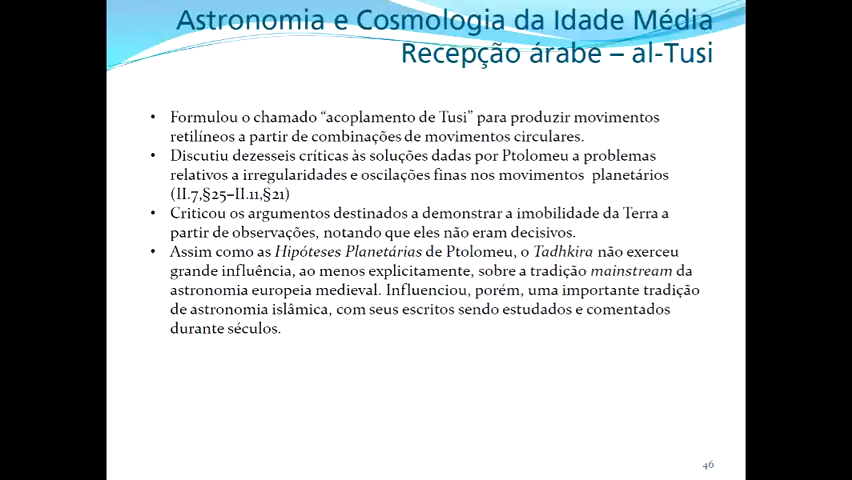 Astronomia e Cosmologia da Idade Média
Recepção árabe – al-Tusi
• Formulou o chamado “acoplamento de Tusi” para produzir movimentos
retilíneos a partir de combinações de movimentos circulares.
• Discutiu dezesseis críticas às soluções dadas por Ptolomeu a problemas
relativos a irregularidades e oscilações finas nos movimentos planetários
(II.7,§25–II.11,§21)
• Criticou os argumentos destinados a demonstrar a imobilidade da Terra a
partir de observações, notando que eles não eram decisivos.
• Assim como as Hipóteses Planetárias de Ptolomeu, o Tadhkira não exerceu
grande influência, ao menos explicitamente, sobre a tradição mainstream da
astronomia europeia medieval. Influenciou, porém, uma importante tradição
de astronomia islâmica, com seus escritos sendo estudados e comentados
durante séculos.
46